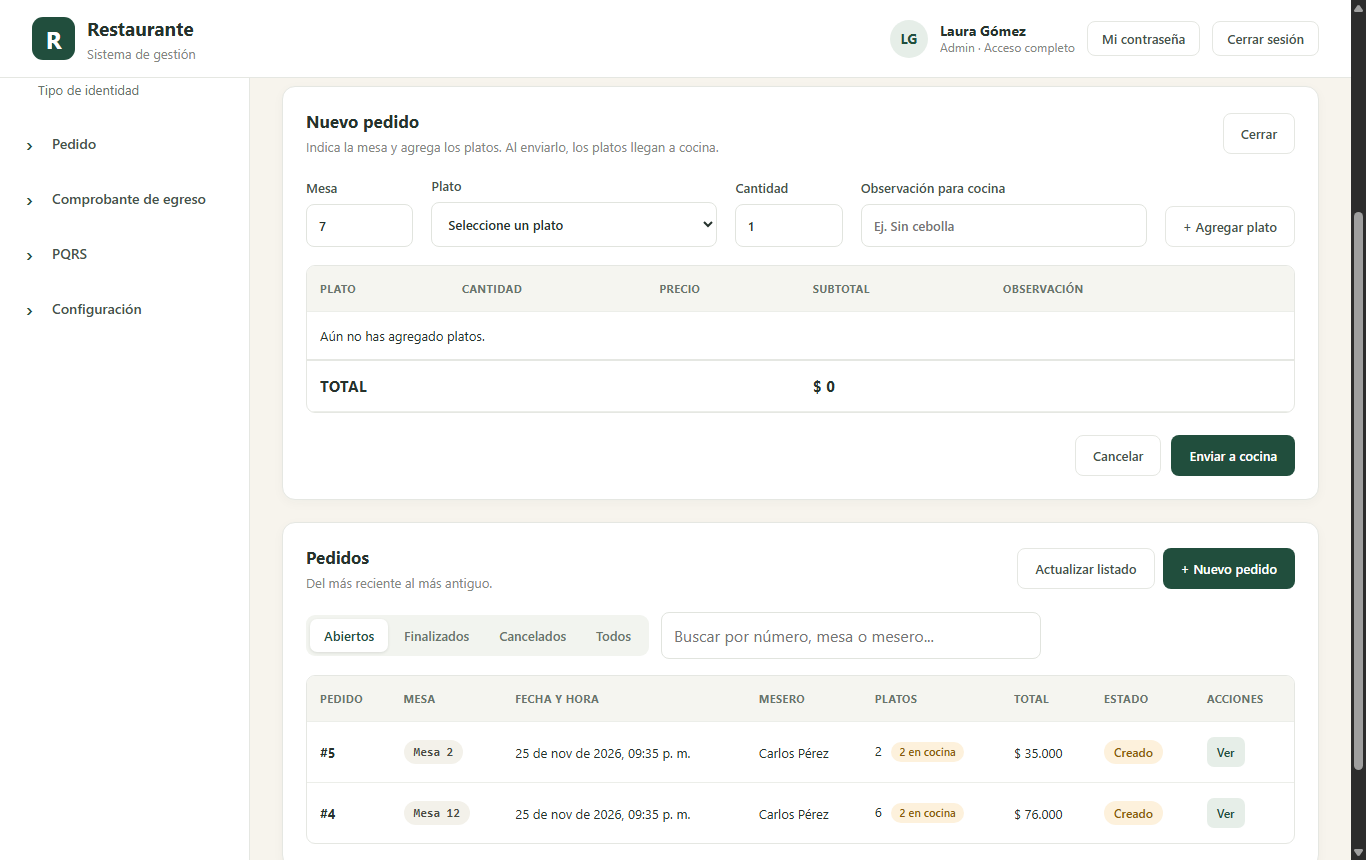 R
Restaurante
Sistema de gestión
LG
Laura Gómez
Admin · Acceso completo
Mi contraseña
Cerrar sesión
Tipo de identidad
Pedido
Comprobante de egreso
PQRS
Configuración
Nuevo pedido
Indica la mesa y agrega los platos. Al enviarlo, los platos llegan a cocina.
Cerrar
Mesa
Plato
Cantidad
Observación para cocina
7
Seleccione un plato
1
Ej. Sin cebolla
+ Agregar plato
PLATO CANTIDAD PRECIO SUBTOTAL OBSERVACIÓN
Aún no has agregado platos.
TOTAL $ 0
Cancelar
Enviar a cocina
Pedidos
Del más reciente al más antiguo.
Actualizar listado
+ Nuevo pedido
Abiertos Finalizados Cancelados Todos
Buscar por número, mesa o mesero...
PEDIDO MESA FECHA Y HORA MESERO PLATOS TOTAL ESTADO ACCIONES
#5 Mesa 2 25 de nov de 2026, 09:35 p. m. Carlos Pérez 2 2 en cocina $ 35.000 Creado Ver
#4 Mesa 12 25 de nov de 2026, 09:35 p. m. Carlos Pérez 6 2 en cocina $ 76.000 Creado Ver